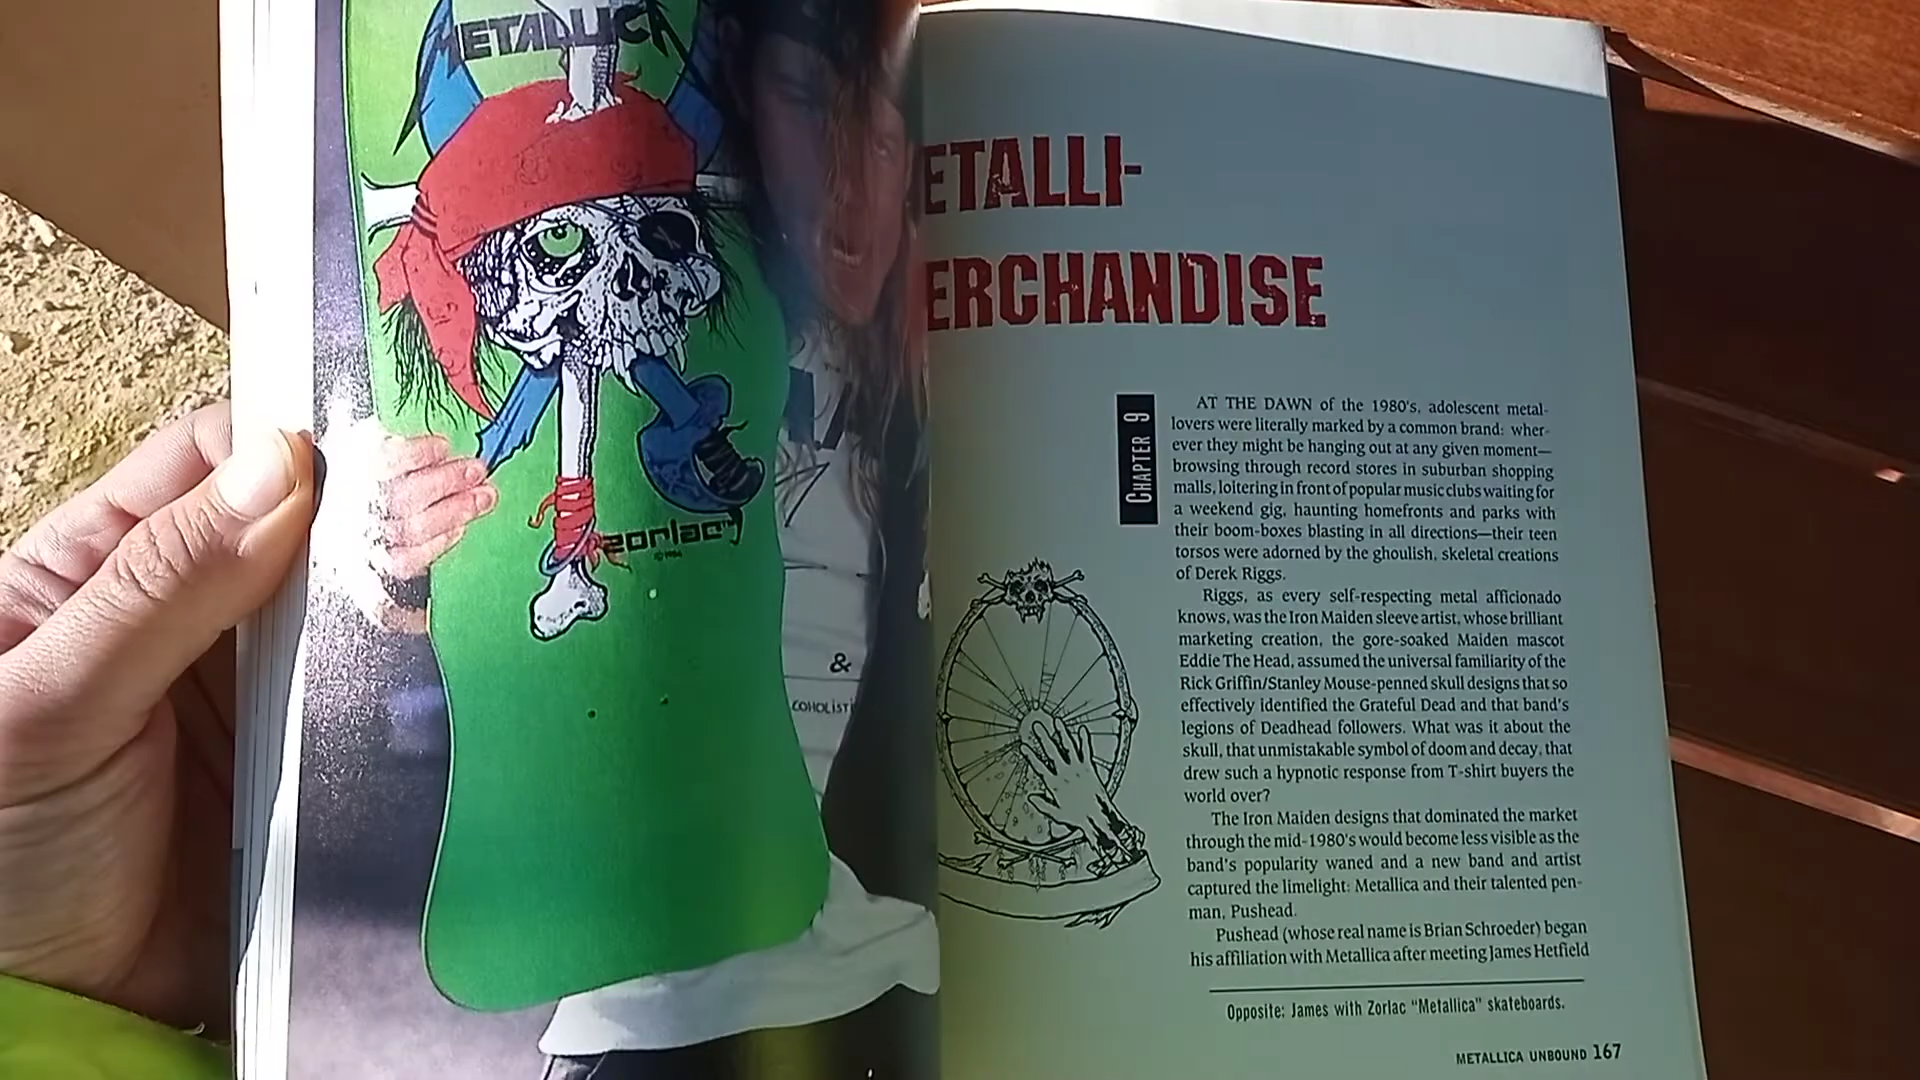 METALLICA
zorlac
©1986
&
COHOLIST
ETALLI-
ERCHANDISE
CHAPTER 9
AT THE DAWN of the 1980's, adolescent metal-
lovers were literally marked by a common brand: wher-
ever they might be hanging out at any given moment—
browsing through record stores in suburban shopping
malls, loitering in front of popular music clubs waiting for
a weekend gig, haunting homefronts and parks with
their boom-boxes blasting in all directions—their teen
torsos were adorned by the ghoulish, skeletal creations
of Derek Riggs.
Riggs, as every self-respecting metal afficionado
knows, was the Iron Maiden sleeve artist, whose brilliant
marketing creation, the gore-soaked Maiden mascot
Eddie The Head, assumed the universal familiarity of the
Rick Griffin/Stanley Mouse-penned skull designs that so
effectively identified the Grateful Dead and that band's
legions of Deadhead followers. What was it about the
skull, that unmistakable symbol of doom and decay, that
drew such a hypnotic response from T-shirt buyers the
world over?
The Iron Maiden designs that dominated the market
through the mid-1980's would become less visible as the
band's popularity waned and a new band and artist
captured the limelight: Metallica and their talented pen-
man, Pushead.
Pushead (whose real name is Brian Schroeder) began
his affiliation with Metallica after meeting James Hetfield
Opposite: James with Zorlac "Metallica" skateboards.
METALLICA UNBOUND 167